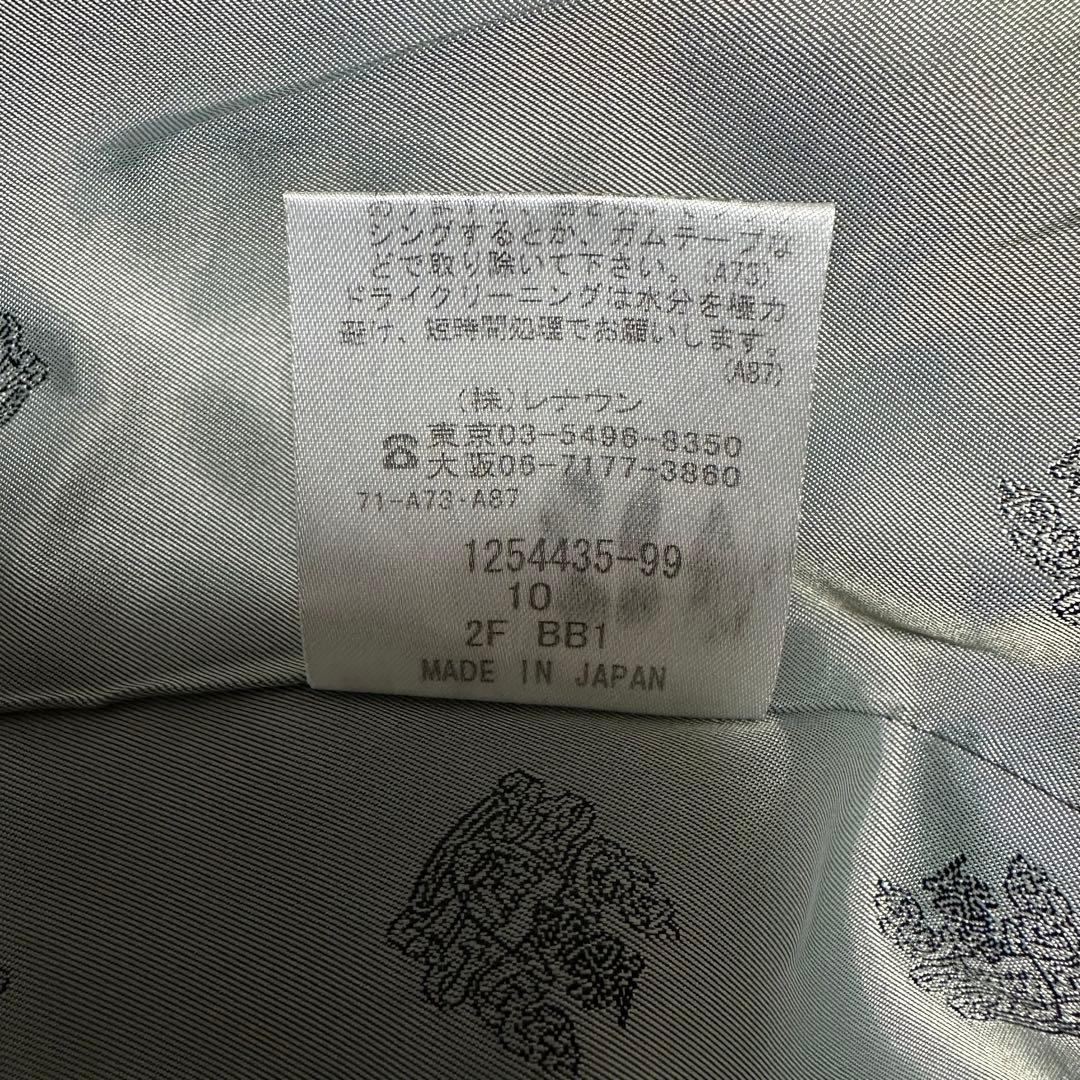 シングするとか、ガムテープな
どで取り除いて下さい。(A73)
ドライクリーニングは水分を極力
避け、短時間処理でお願いします。
(A87)
(株)レナウン
☎東京03-5496-8350
大阪06-7177-3860
71-A73・A87
1254435-99
10
2F BB1
MADE IN JAPAN